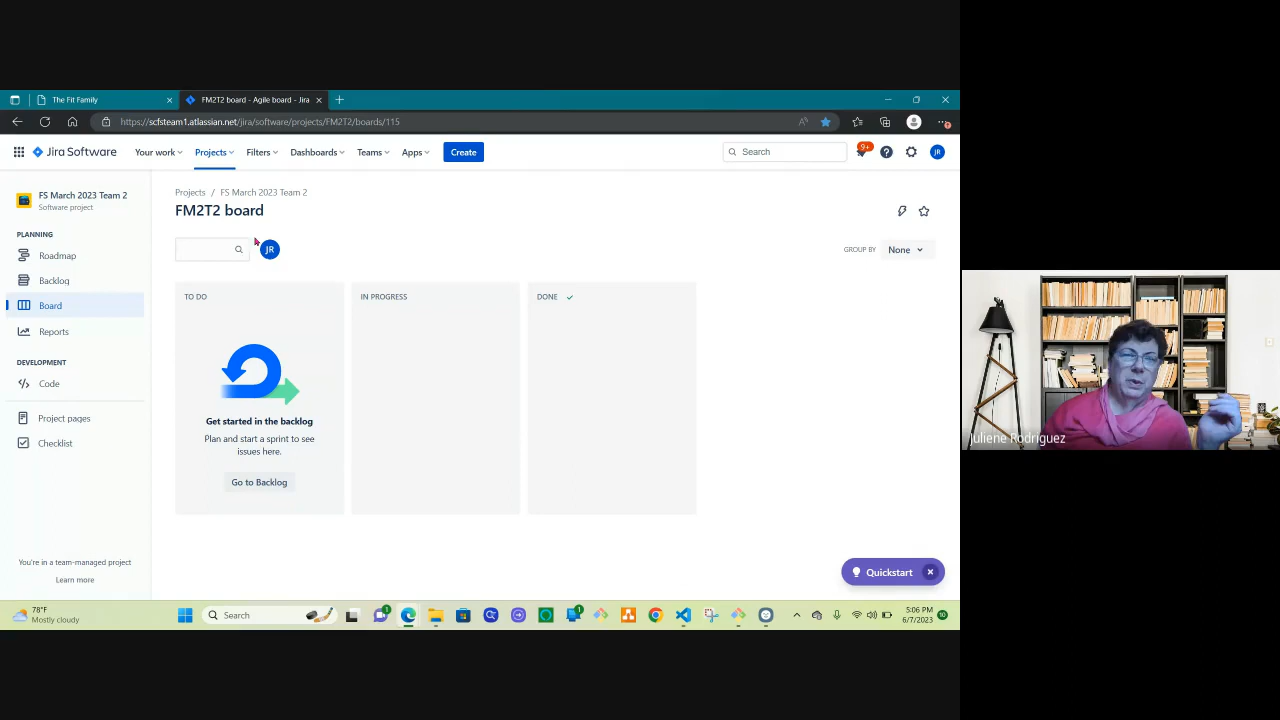 The Fit Family
FM2T2 board - Agile board - Jira
https://scfsteam1.atlassian.net/jira/software/projects/FM2T2/boards/115
Jira Software
Your work
Projects
Filters
Dashboards
Teams
Apps
Create
Search
9+
JR
FS March 2023 Team 2
Software project
PLANNING
Roadmap
Backlog
Board
Reports
DEVELOPMENT
Code
Project pages
Checklist
You're in a team-managed project
Learn more
Projects / FS March 2023 Team 2
FM2T2 board
JR
GROUP BY
None
TO DO
IN PROGRESS
DONE
Get started in the backlog
Plan and start a sprint to see
issues here.
Go to Backlog
Quickstart
Juliene Rodriguez
78°F
Mostly cloudy
Search
1
1
5:06 PM
6/7/2023
10